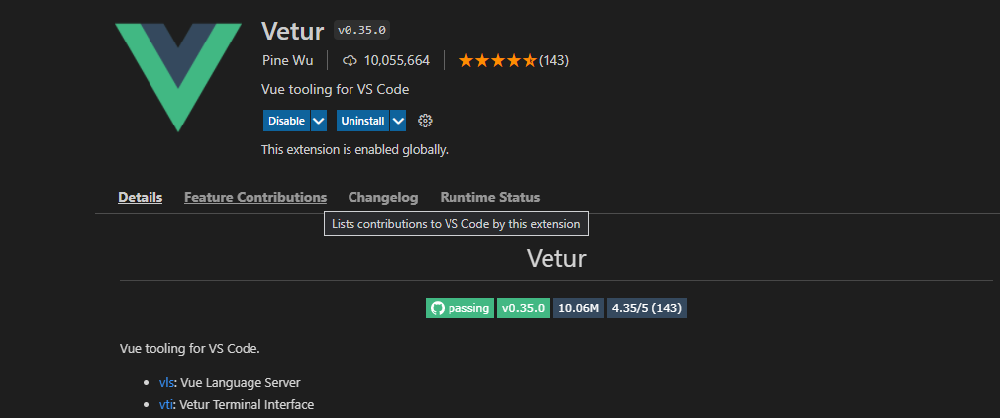 Vetur v0.35.0
Pine Wu 10,055,664 (143)
Vue tooling for VS Code
Disable Uninstall
This extension is enabled globally.
Details Feature Contributions Changelog Runtime Status
Lists contributions to VS Code by this extension
Vetur
passing v0.35.0 10.06M 4.35/5 (143)
Vue tooling for VS Code.
• vls: Vue Language Server
• vti: Vetur Terminal Interface